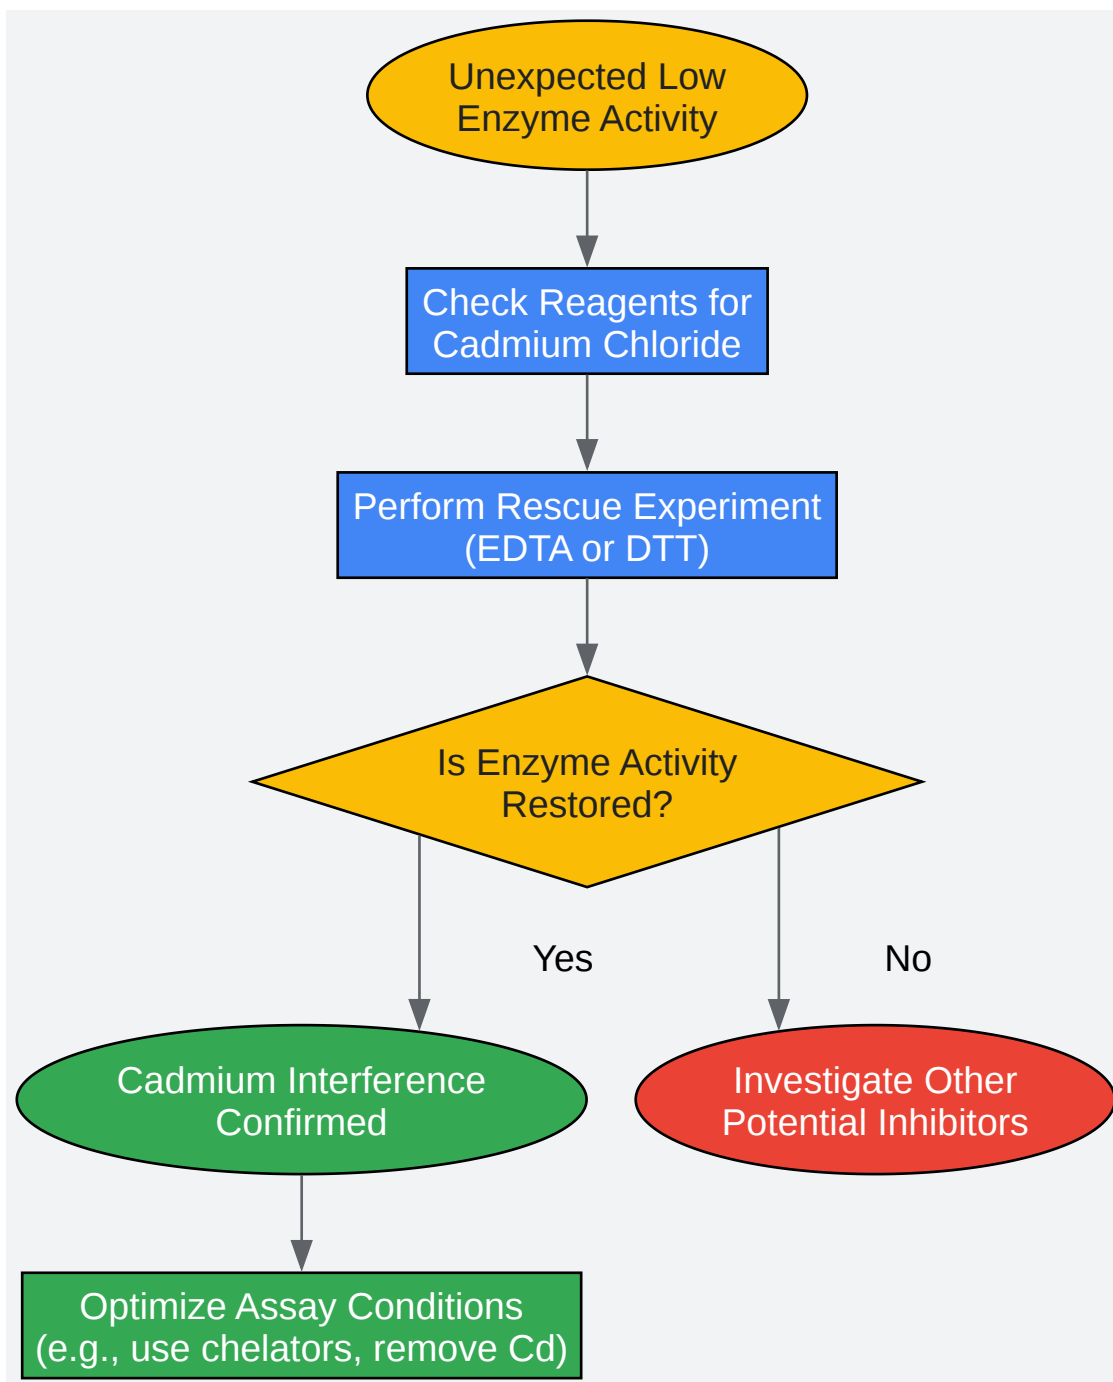 Unexpected Low
Enzyme Activity
Check Reagents for
Cadmium Chloride
Perform Rescue Experiment
(EDTA or DTT)
Is Enzyme Activity
Restored?
Yes
No
Cadmium Interference
Confirmed
Investigate Other
Potential Inhibitors
Optimize Assay Conditions
(e.g., use chelators, remove Cd)